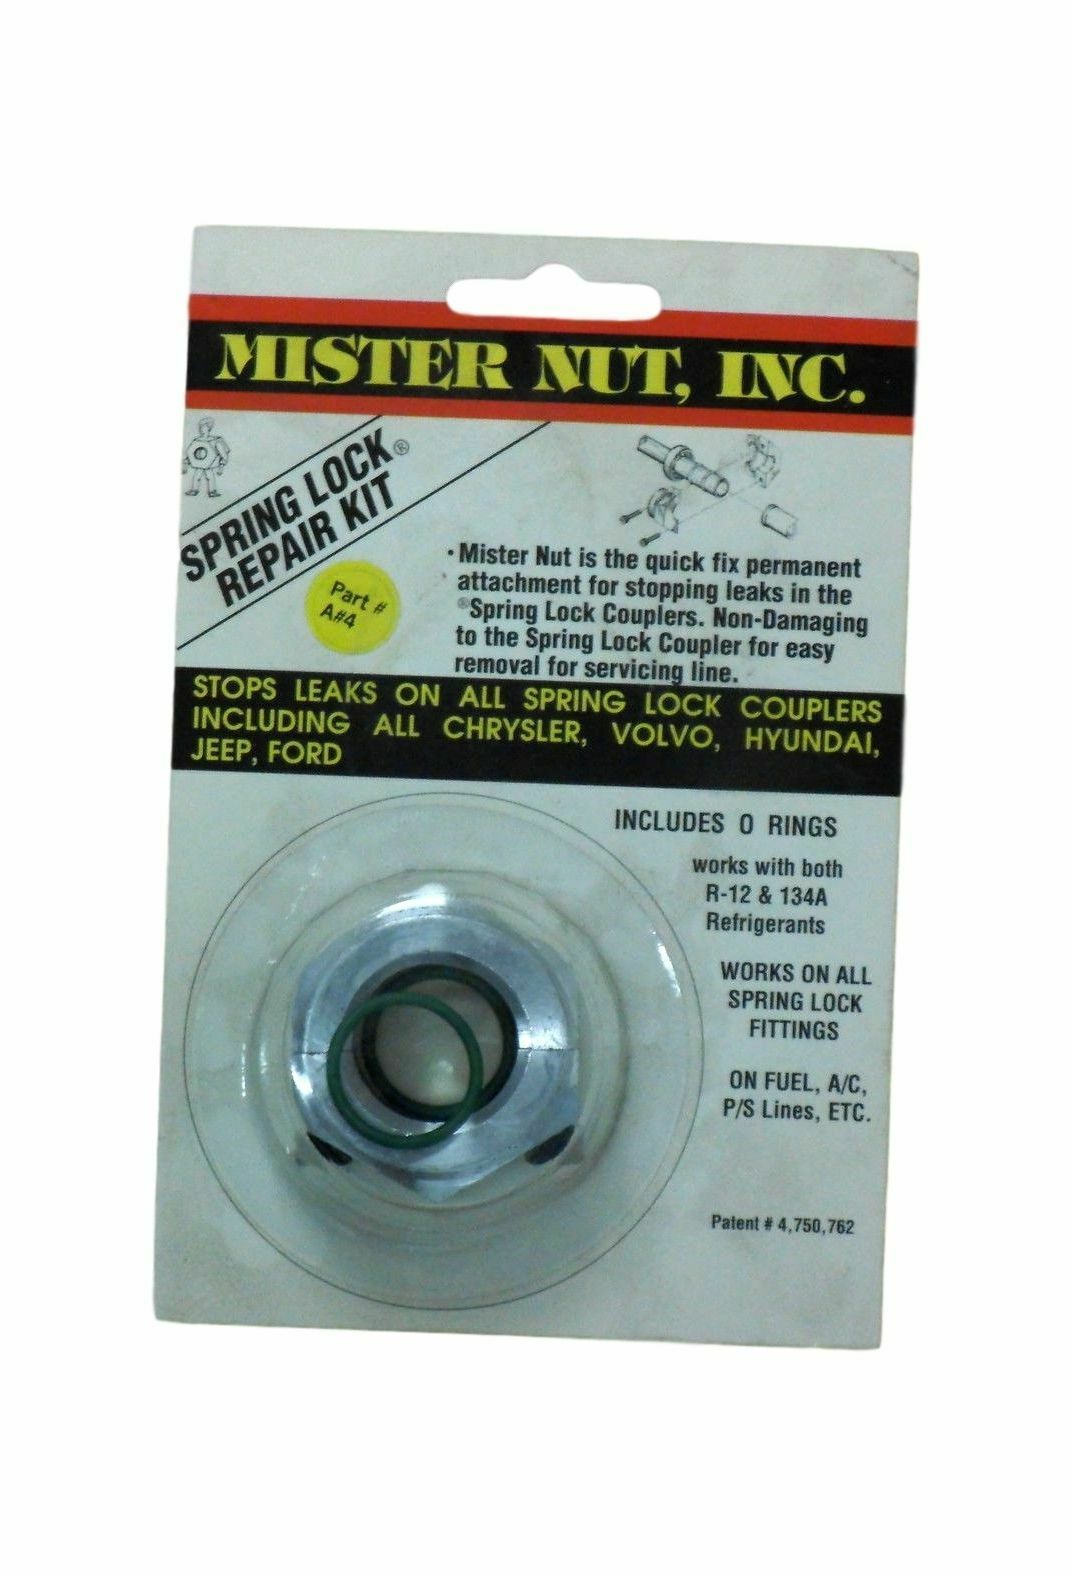 MISTER NUT, INC.
SPRING LOCK®
REPAIR KIT
Part #
A#4
• Mister Nut is the quick fix permanent
attachment for stopping leaks in the
®Spring Lock Couplers. Non-Damaging
to the Spring Lock Coupler for easy
removal for servicing line.
STOPS LEAKS ON ALL SPRING LOCK COUPLERS
INCLUDING ALL CHRYSLER, VOLVO, HYUNDAI,
JEEP, FORD
INCLUDES O RINGS
works with both
R-12 & 134A
Refrigerants
WORKS ON ALL
SPRING LOCK
FITTINGS
ON FUEL, A/C,
P/S Lines, ETC.
Patent # 4,750,762